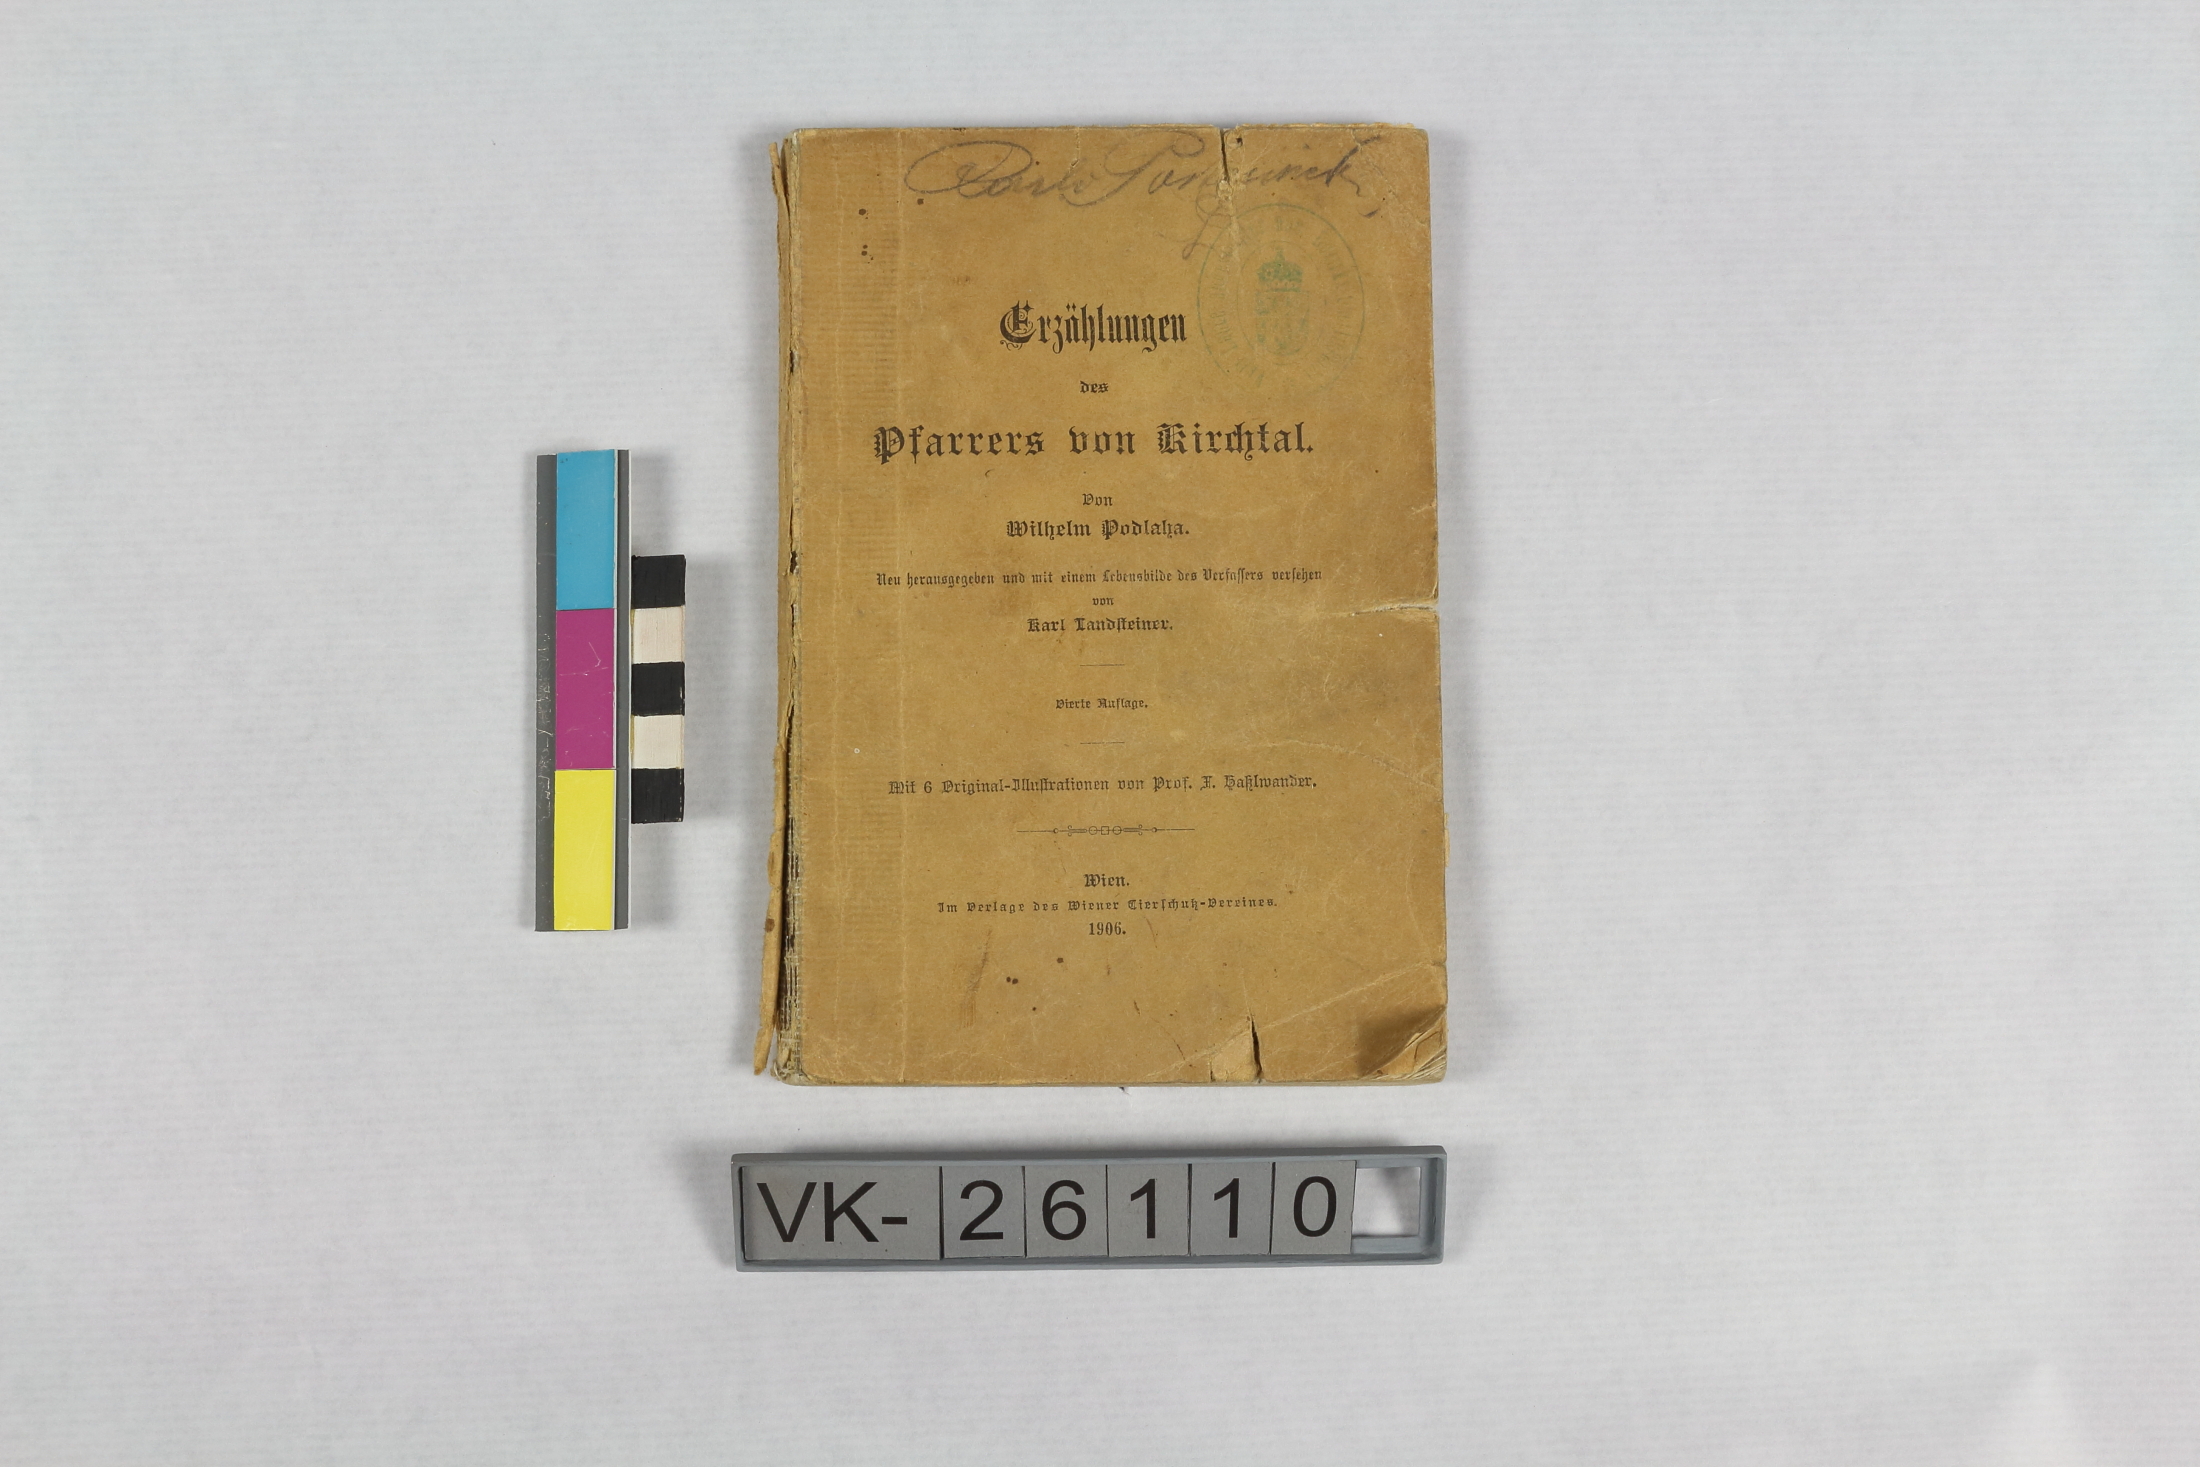 Erzählungen
des
Pfarrers von Kirchtal.
Von
Wilhelm Podlaha.
Neu herausgegeben und mit einem Lebensbilde des Verfassers versehen
von
Karl Landsteiner.
Vierte Auflage.
Mit 6 Original-Illustrationen von Prof. F. Haßlwander.
Wien.
Im Verlage des Wiener Tierschutz-Vereines.
1906.
VK-26110